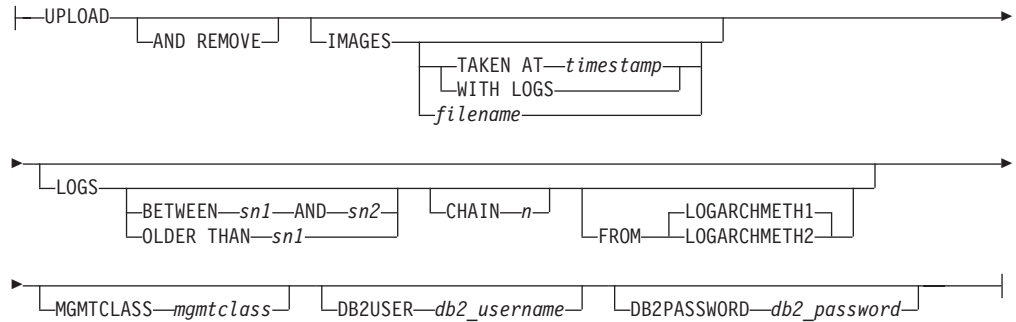 UPLOAD
AND REMOVE IMAGES
TAKEN AT timestamp
WITH LOGS
filename
LOGS
BETWEEN sn1 AND sn2 CHAIN n LOGARCHMETH1
OLDER THAN sn1 FROM LOGARCHMETH2
MGMTCLASS mgmtclass DB2USER db2_username DB2PASSWORD db2_password